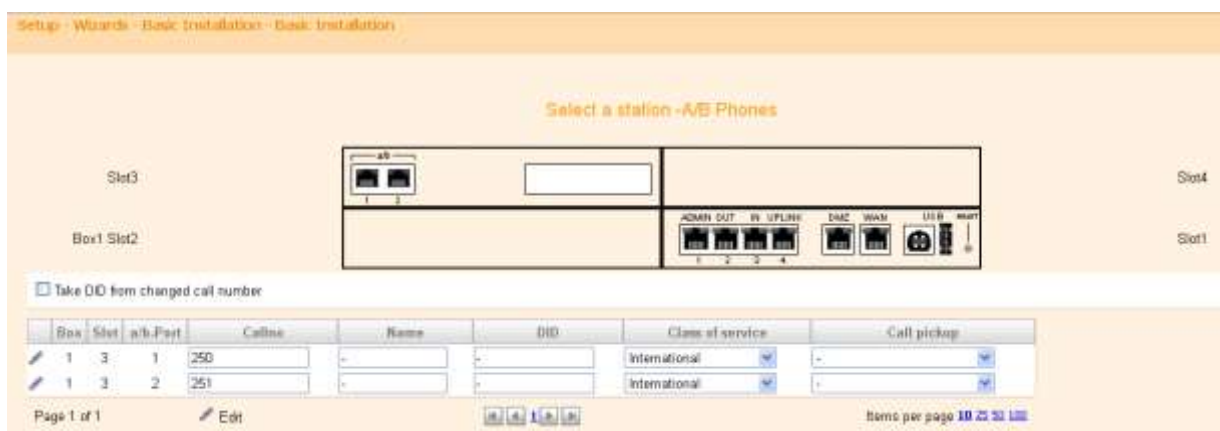 Setup - Wizards - Basic Installation - Basic Installation
Select a station -A/B Phones
a/b
Slot3
Slot4
1 2
ADMIN OUT IN UPLINK DMZ WAN USB
Box1 Slot2
Slot1
1 2 3 4
Take DID from changed call number
Box Slot a/b-Port Callno Name DID Class of service Call pickup
1 3 1 250 - - International -
1 3 2 251 - - International -
Page 1 of 1 Edit 1 Items per page 10 25 50 100